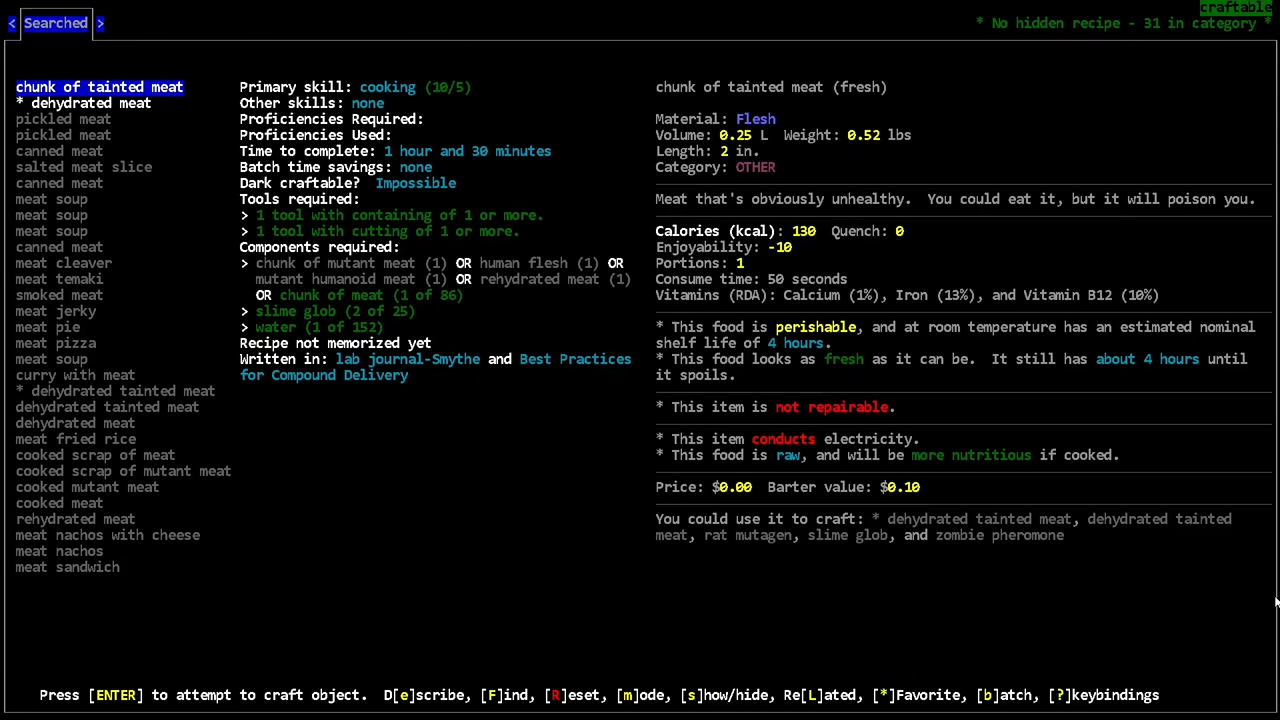 craftable
< Searched >
* No hidden recipe - 31 in category *
chunk of tainted meat
* dehydrated meat
pickled meat
pickled meat
canned meat
salted meat slice
canned meat
meat soup
meat soup
meat soup
canned meat
meat cleaver
meat temaki
smoked meat
meat jerky
meat pie
meat pizza
meat soup
curry with meat
* dehydrated tainted meat
dehydrated tainted meat
dehydrated meat
meat fried rice
cooked scrap of meat
cooked scrap of mutant meat
cooked mutant meat
cooked meat
rehydrated meat
meat nachos with cheese
meat nachos
meat sandwich
Primary skill: cooking (10/5)
Other skills: none
Proficiencies Required:
Proficiencies Used:
Time to complete: 1 hour and 30 minutes
Batch time savings: none
Dark craftable?  Impossible
Tools required:
> 1 tool with containing of 1 or more.
> 1 tool with cutting of 1 or more.
Components required:
> chunk of mutant meat (1) OR human flesh (1) OR
mutant humanoid meat (1) OR rehydrated meat (1)
OR chunk of meat (1 of 86)
> slime glob (2 of 25)
> water (1 of 152)
Recipe not memorized yet
Written in: lab journal-Smythe and Best Practices
for Compound Delivery
chunk of tainted meat (fresh)
Material: Flesh
Volume: 0.25 L  Weight: 0.52 lbs
Length: 2 in.
Category: OTHER
Meat that's obviously unhealthy.  You could eat it, but it will poison you.
Calories (kcal): 130  Quench: 0
Enjoyability: -10
Portions: 1
Consume time: 50 seconds
Vitamins (RDA): Calcium (1%), Iron (13%), and Vitamin B12 (10%)
* This food is perishable, and at room temperature has an estimated nominal
shelf life of 4 hours.
* This food looks as fresh as it can be.  It still has about 4 hours until
it spoils.
* This item is not repairable.
* This item conducts electricity.
* This food is raw, and will be more nutritious if cooked.
Price: $0.00  Barter value: $0.10
You could use it to craft: * dehydrated tainted meat, dehydrated tainted
meat, rat mutagen, slime glob, and zombie pheromone
Press [ENTER] to attempt to craft object.  D[e]scribe, [F]ind, [R]eset, [m]ode, [s]how/hide, Re[L]ated, [*]Favorite, [b]atch, [?]keybindings